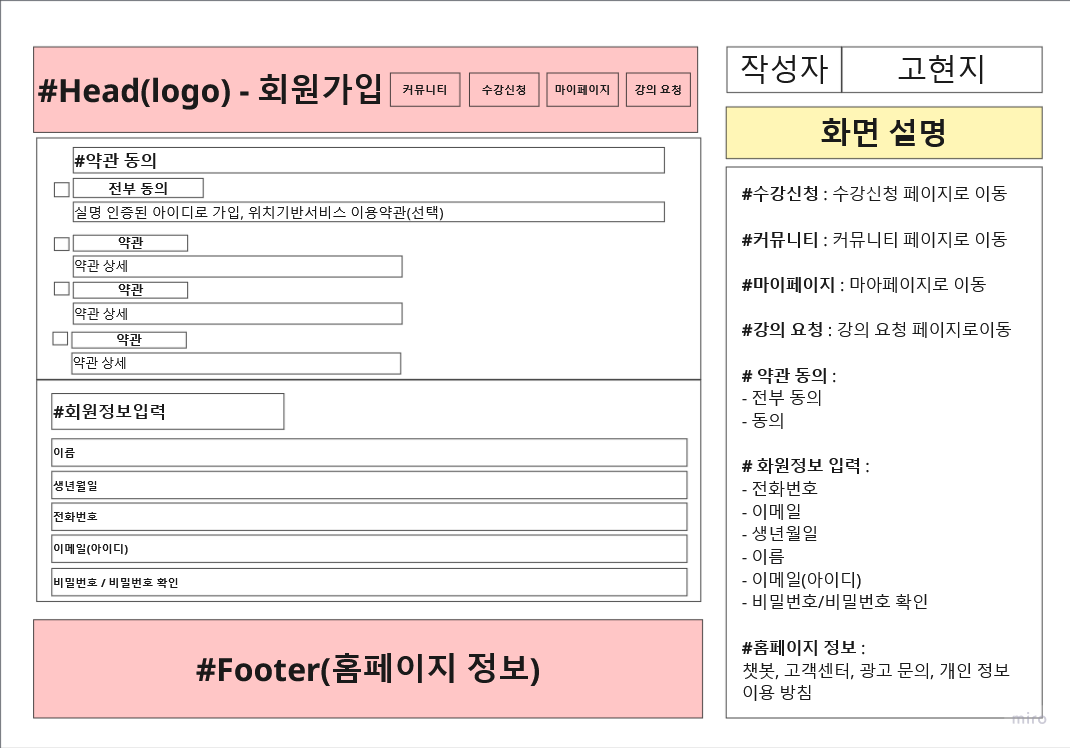 #Head(logo) - 회원가입
커뮤니티
수강신청
마이페이지
강의 요청
#약관 동의
전부 동의
실명 인증된 아이디로 가입, 위치기반서비스 이용약관(선택)
약관
약관 상세
약관
약관 상세
약관
약관 상세
#회원정보입력
이름
생년월일
전화번호
이메일(아이디)
비밀번호 / 비밀번호 확인
#Footer(홈페이지 정보)
작성자
고현지
화면 설명
#수강신청 : 수강신청 페이지로 이동
#커뮤니티 : 커뮤니티 페이지로 이동
#마이페이지 : 마아페이지로 이동
#강의 요청 : 강의 요청 페이지로이동
# 약관 동의 :
- 전부 동의
- 동의
# 화원정보 입력 :
- 전화번호
- 이메일
- 생년월일
- 이름
- 이메일(아이디)
- 비밀번호/비밀번호 확인
#홈페이지 정보 :
챗봇, 고객센터, 광고 문의, 개인 정보
이용 방침
miro